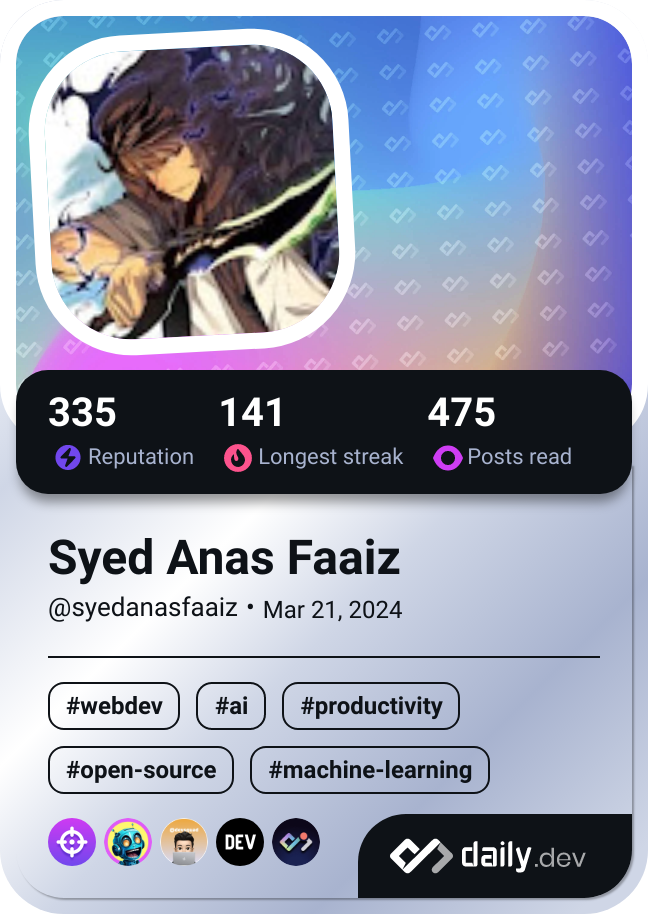 335 141 475
Reputation Longest streak Posts read
Syed Anas Faaiz
@syedanasfaaiz • Mar 21, 2024
#webdev #ai #productivity
#open-source #machine-learning
DEV
daily.dev